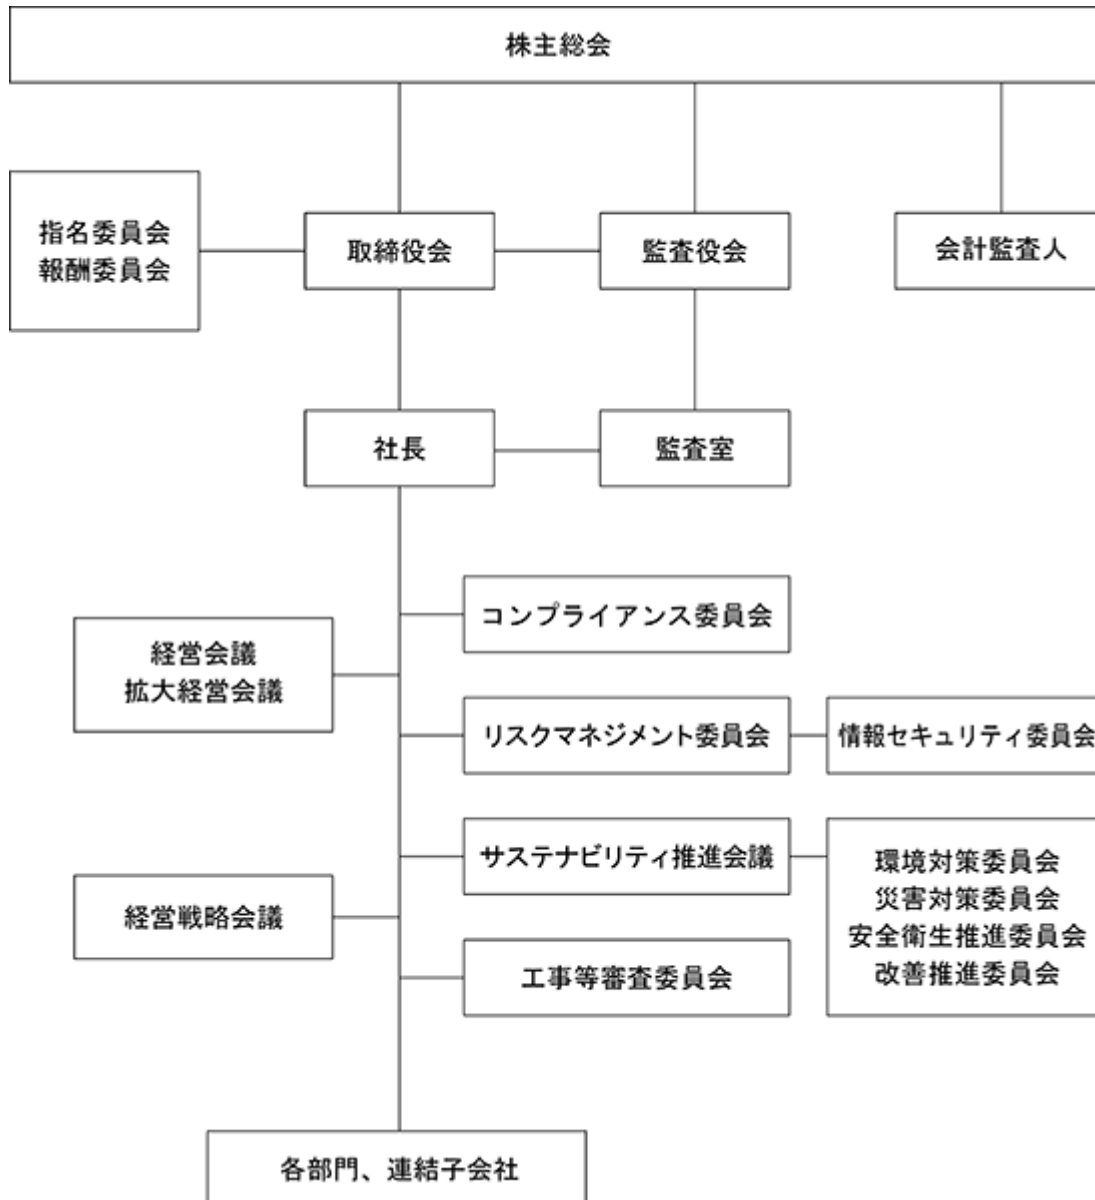 株主総会
指名委員会
報酬委員会
取締役会
監査役会
会計監査人
社長
監査室
コンプライアンス委員会
経営会議
拡大経営会議
リスクマネジメント委員会
情報セキュリティ委員会
サステナビリティ推進会議
環境対策委員会
災害対策委員会
安全衛生推進委員会
改善推進委員会
経営戦略会議
工事等審査委員会
各部門、連結子会社